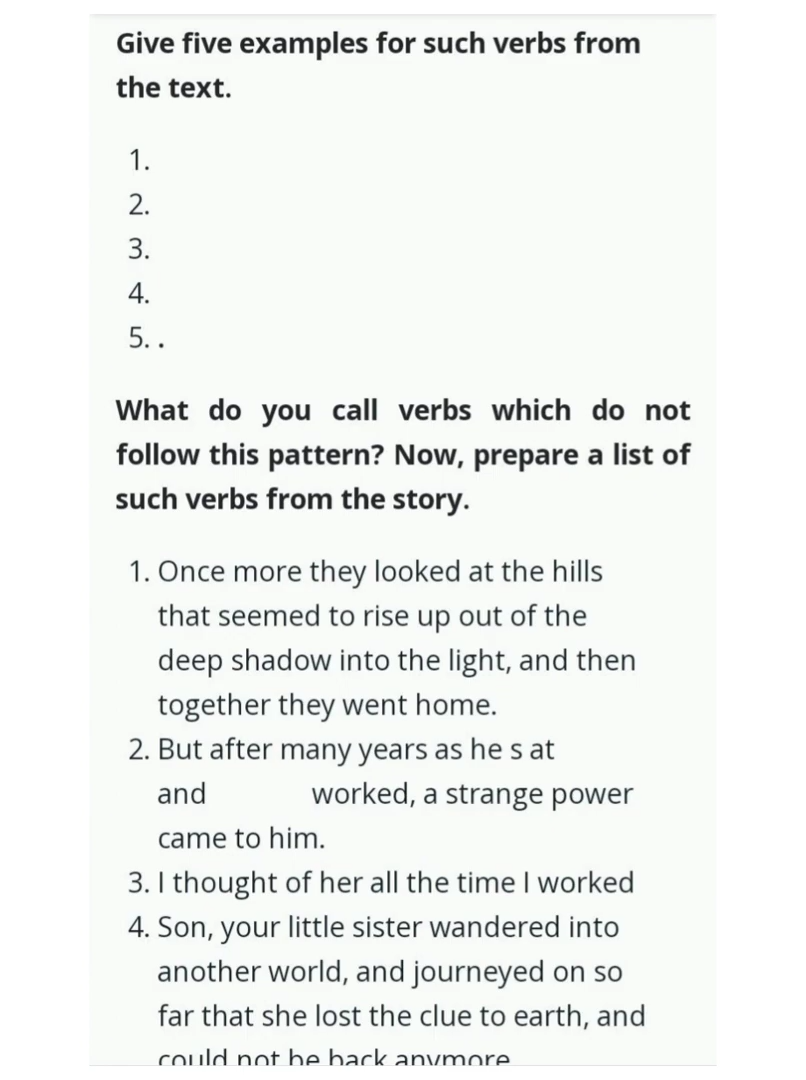 Give five examples for such verbs from
the text.
1.
2.
3.
4.
5. .
What do you call verbs which do not
follow this pattern? Now, prepare a list of
such verbs from the story.
1. Once more they looked at the hills
that seemed to rise up out of the
deep shadow into the light, and then
together they went home.
2. But after many years as he s at
and worked, a strange power
came to him.
3. I thought of her all the time I worked
4. Son, your little sister wandered into
another world, and journeyed on so
far that she lost the clue to earth, and
could not be back anymore